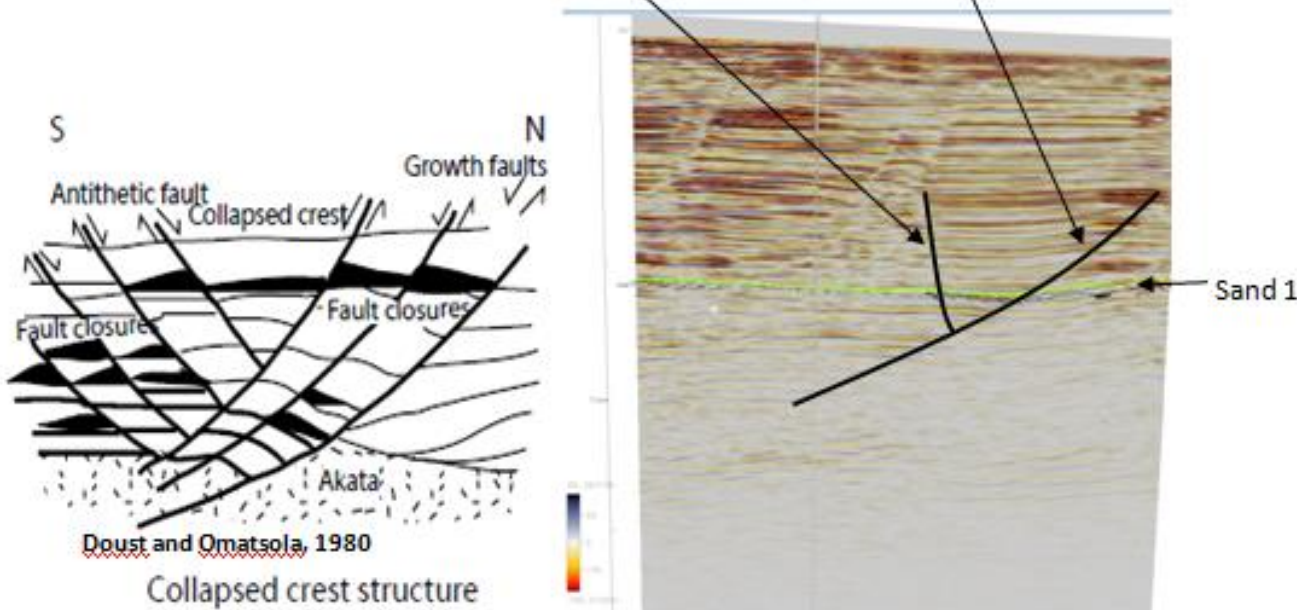 S
N
Growth faults
Antithetic fault
Collapsed crest
Fault closures
Fault closures
Akata
Doust and Omatsola, 1980
Collapsed crest structure
Sand 1